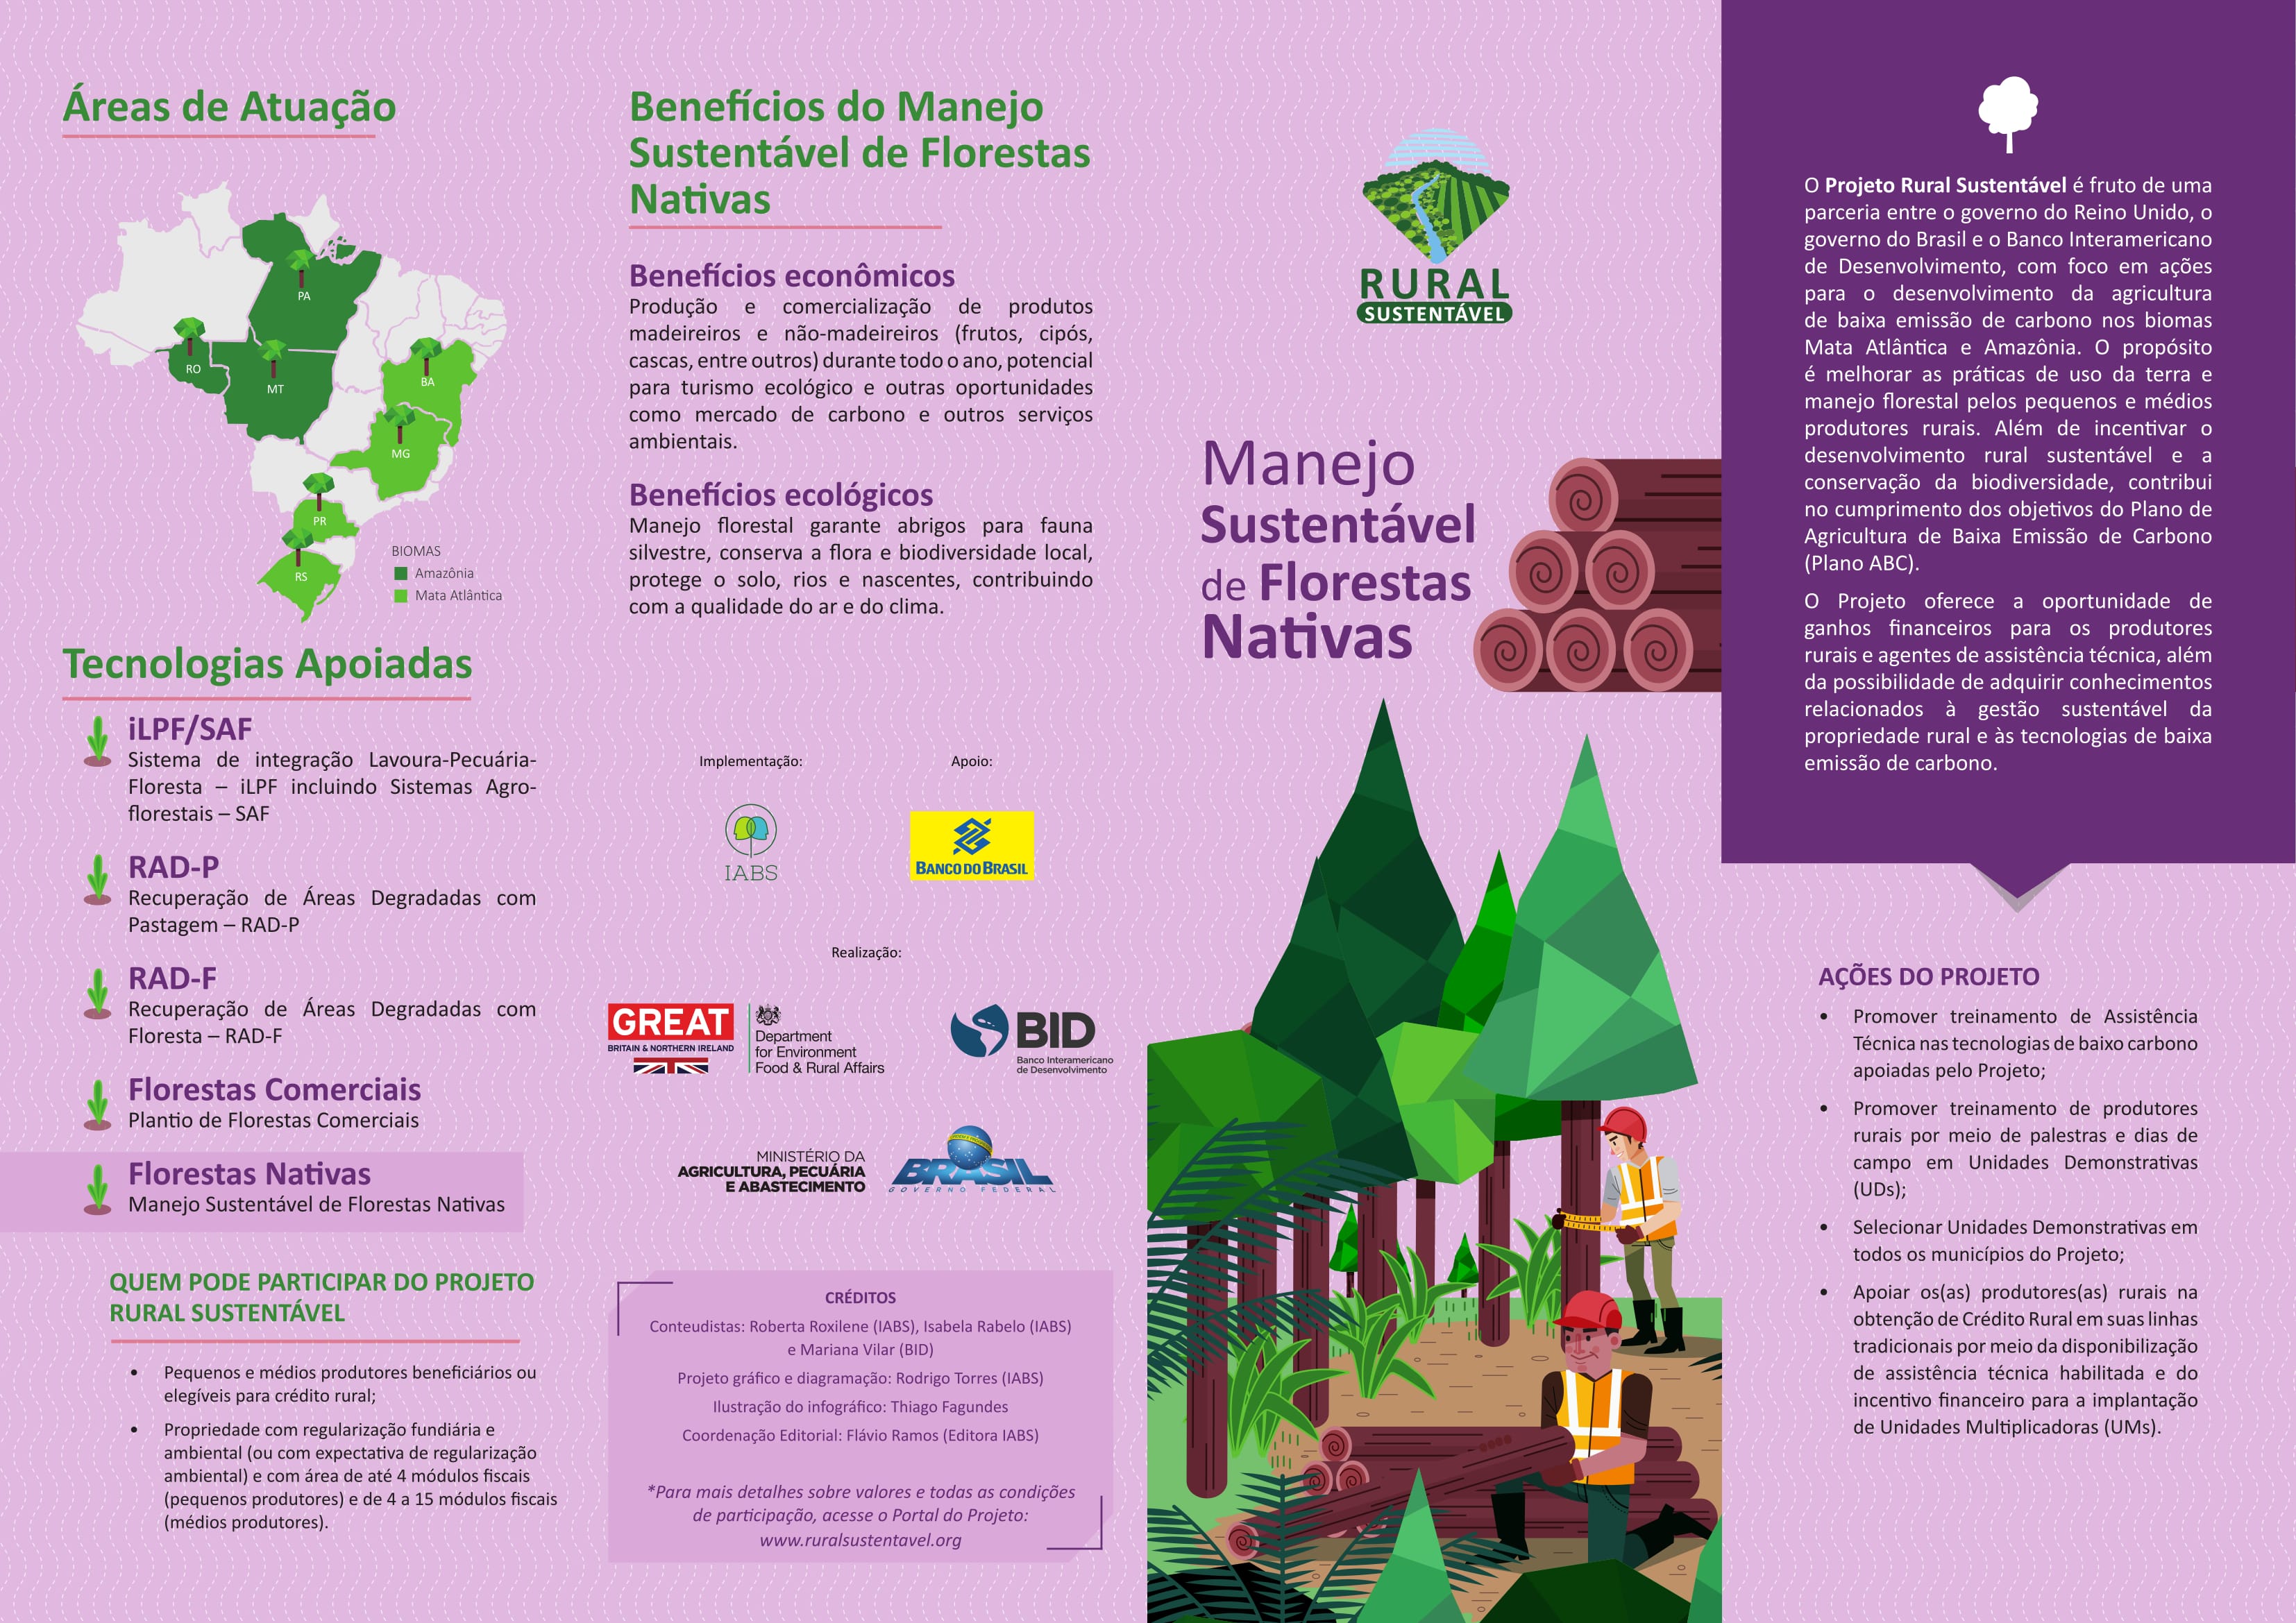 Áreas de Atuação
PA
RO
MT
BA
MG
PR
RS
BIOMAS
Amazônia
Mata Atlântica
Tecnologias Apoiadas
iLPF/SAF
Sistema de integração Lavoura-Pecuária-
Floresta – iLPF incluindo Sistemas Agro-
florestais – SAF
RAD-P
Recuperação de Áreas Degradadas com
Pastagem – RAD-P
RAD-F
Recuperação de Áreas Degradadas com
Floresta – RAD-F
Florestas Comerciais
Plantio de Florestas Comerciais
Florestas Nativas
Manejo Sustentável de Florestas Nativas
QUEM PODE PARTICIPAR DO PROJETO
RURAL SUSTENTÁVEL
• Pequenos e médios produtores beneficiários ou
elegíveis para crédito rural;
• Propriedade com regularização fundiária e
ambiental (ou com expectativa de regularização
ambiental) e com área de até 4 módulos fiscais
(pequenos produtores) e de 4 a 15 módulos fiscais
(médios produtores).
Benefícios do Manejo
Sustentável de Florestas
Nativas
Benefícios econômicos
Produção e comercialização de produtos
madeireiros e não-madeireiros (frutos, cipós,
cascas, entre outros) durante todo o ano, potencial
para turismo ecológico e outras oportunidades
como mercado de carbono e outros serviços
ambientais.
Benefícios ecológicos
Manejo florestal garante abrigos para fauna
silvestre, conserva a flora e biodiversidade local,
protege o solo, rios e nascentes, contribuindo
com a qualidade do ar e do clima.
Implementação:
Apoio:
IABS
BANCO DO BRASIL
Realização:
GREAT
BRITAIN & NORTHERN IRELAND
Department
for Environment
Food & Rural Affairs
BID
Banco Interamericano
de Desenvolvimento
MINISTÉRIO DA
AGRICULTURA, PECUÁRIA
E ABASTECIMENTO
BRASIL
GOVERNO FEDERAL
CRÉDITOS
Conteudistas: Roberta Roxilene (IABS), Isabela Rabelo (IABS)
e Mariana Vilar (BID)
Projeto gráfico e diagramação: Rodrigo Torres (IABS)
Ilustração do infográfico: Thiago Fagundes
Coordenação Editorial: Flávio Ramos (Editora IABS)
*Para mais detalhes sobre valores e todas as condições
de participação, acesse o Portal do Projeto:
www.ruralsustentavel.org
RURAL
SUSTENTÁVEL
Manejo
Sustentável
de Florestas
Nativas
O Projeto Rural Sustentável é fruto de uma
parceria entre o governo do Reino Unido, o
governo do Brasil e o Banco Interamericano
de Desenvolvimento, com foco em ações
para o desenvolvimento da agricultura
de baixa emissão de carbono nos biomas
Mata Atlântica e Amazônia. O propósito
é melhorar as práticas de uso da terra e
manejo florestal pelos pequenos e médios
produtores rurais. Além de incentivar o
desenvolvimento rural sustentável e a
conservação da biodiversidade, contribui
no cumprimento dos objetivos do Plano de
Agricultura de Baixa Emissão de Carbono
(Plano ABC).
O Projeto oferece a oportunidade de
ganhos financeiros para os produtores
rurais e agentes de assistência técnica, além
da possibilidade de adquirir conhecimentos
relacionados à gestão sustentável da
propriedade rural e às tecnologias de baixa
emissão de carbono.
AÇÕES DO PROJETO
• Promover treinamento de Assistência
Técnica nas tecnologias de baixo carbono
apoiadas pelo Projeto;
• Promover treinamento de produtores
rurais por meio de palestras e dias de
campo em Unidades Demonstrativas
(UDs);
• Selecionar Unidades Demonstrativas em
todos os municípios do Projeto;
• Apoiar os(as) produtores(as) rurais na
obtenção de Crédito Rural em suas linhas
tradicionais por meio da disponibilização
de assistência técnica habilitada e do
incentivo financeiro para a implantação
de Unidades Multiplicadoras (UMs).